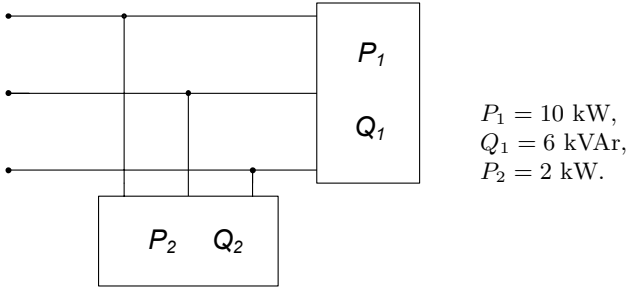 P₁
Q₁
P₂ Q₂
P₁ = 10 kW,
Q₁ = 6 kVAr,
P₂ = 2 kW.